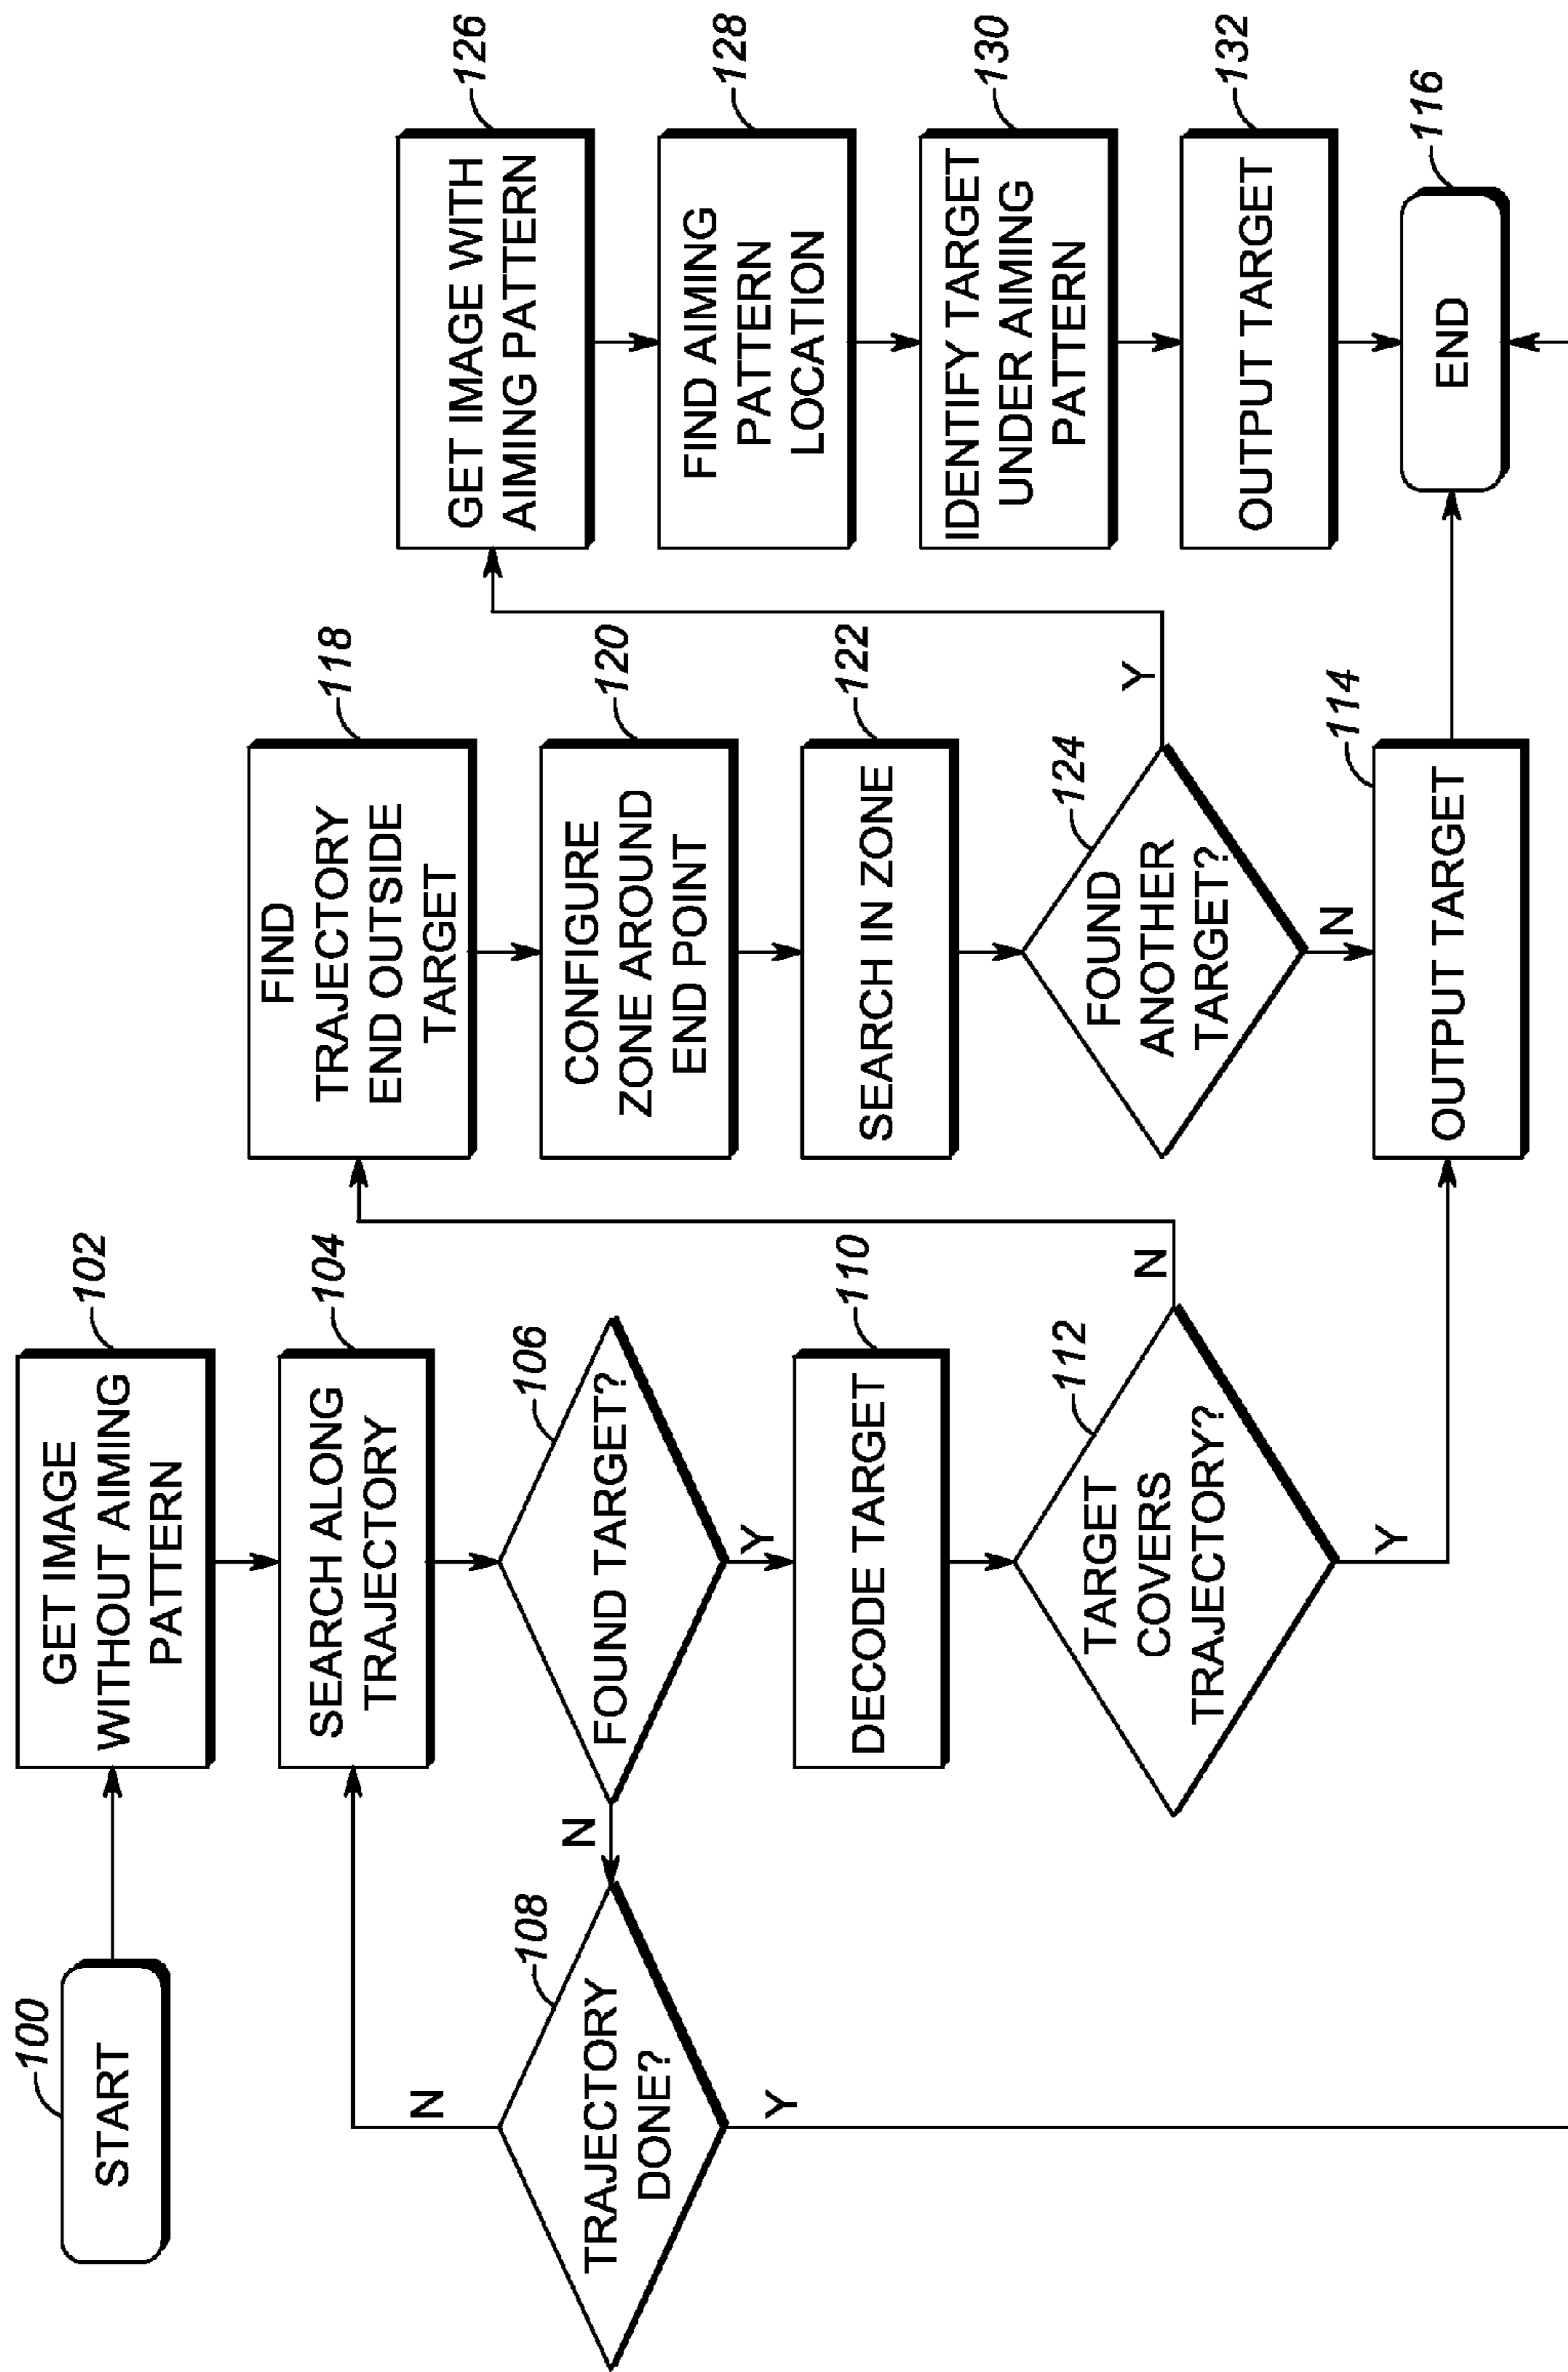 100
START
102
GET IMAGE
WITHOUT AIMING
PATTERN
104
SEARCH ALONG
TRAJECTORY
106
FOUND TARGET?
N
Y
108
TRAJECTORY
DONE?
N
Y
110
DECODE TARGET
112
TARGET
COVERS
TRAJECTORY?
N
Y
118
FIND
TRAJECTORY
END OUTSIDE
TARGET
120
CONFIGURE
ZONE AROUND
END POINT
122
SEARCH IN ZONE
124
FOUND
ANOTHER
TARGET?
Y
N
114
OUTPUT TARGET
126
GET IMAGE WITH
AIMING PATTERN
128
FIND AIMING
PATTERN
LOCATION
130
IDENTIFY TARGET
UNDER AIMING
PATTERN
132
OUTPUT TARGET
116
END